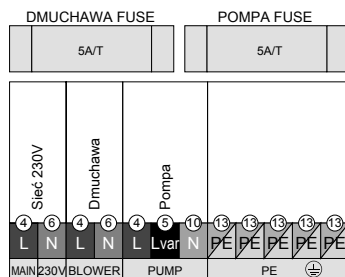 DMUCHAWA FUSE POMPA FUSE
5A/T 5A/T
Sieć 230V
Dmuchawa
Pompa
4 6 4 6 4 5 10 13 13 13 13 13
L N L N L Lvar N PE PE PE PE PE
MAIN 230V BLOWER PUMP PE